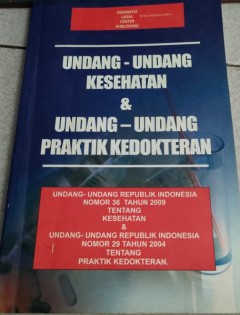 INDONESIA
LEGAL
CENTER
PUBLISHING
UNDANG - UNDANG
KESEHATAN
&
UNDANG – UNDANG
PRAKTIK KEDOKTERAN
UNDANG- UNDANG REPUBLIK INDONESIA
NOMOR 36 TAHUN 2009
TENTANG
KESEHATAN
&
UNDANG- UNDANG REPUBLIK INDONESIA
NOMOR 29 TAHUN 2004
TENTANG
PRAKTIK KEDOKTERAN.